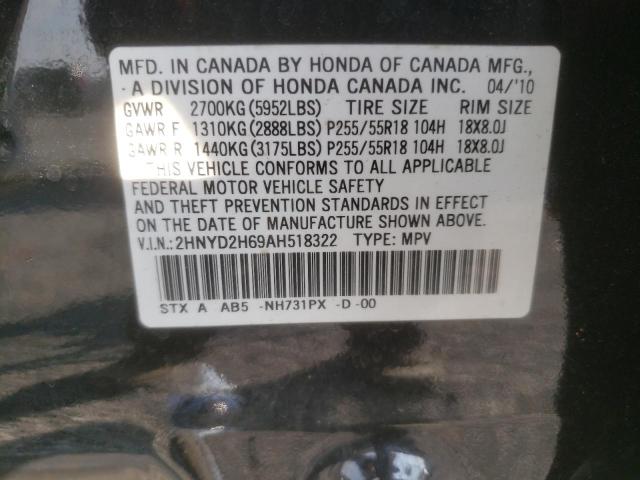 MFD. IN CANADA BY HONDA OF CANADA MFG.,
A DIVISION OF HONDA CANADA INC. 04/'10
GVWR 2700KG (5952LBS) TIRE SIZE RIM SIZE
GAWR F 1310KG (2888LBS) P255/55R18 104H 18X8.0J
GAWR R 1440KG (3175LBS) P255/55R18 104H 18X8.0J
THIS VEHICLE CONFORMS TO ALL APPLICABLE
FEDERAL MOTOR VEHICLE SAFETY
AND THEFT PREVENTION STANDARDS IN EFFECT
ON THE DATE OF MANUFACTURE SHOWN ABOVE.
V.I.N.:2HNYD2H69AH518322 TYPE: MPV
STX A AB5 -NH731PX -D-00